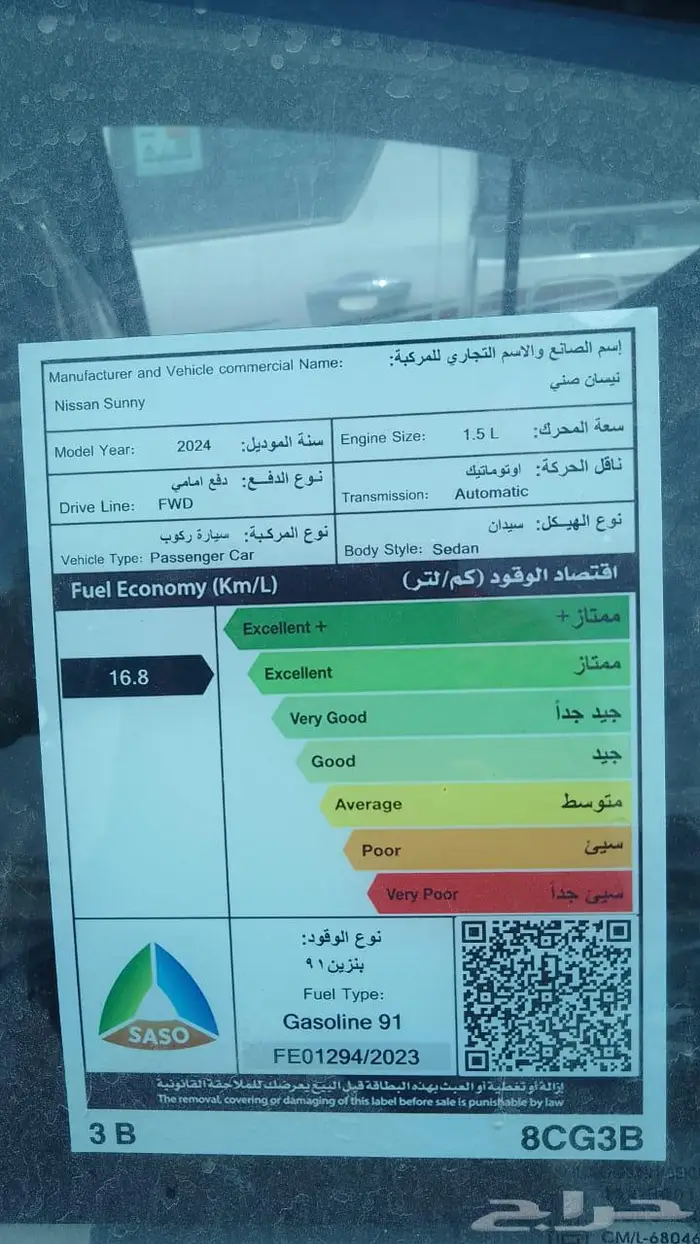 Manufacturer and Vehicle commercial Name: إسم الصانع والاسم التجاري للمركبة:
Nissan Sunny نيسان صني
Model Year: 2024 سنة الموديل:
Engine Size: 1.5 L سعة المحرك:
Drive Line: FWD نوع الدفع: دفع امامي
Transmission: Automatic ناقل الحركة: اوتوماتيك
Vehicle Type: Passenger Car نوع المركبة: سيارة ركوب
Body Style: Sedan نوع الهيكل: سيدان
Fuel Economy (Km/L) اقتصاد الوقود (كم/لتر)
Excellent + ممتاز+
16.8
Excellent ممتاز
Very Good جيد جداً
Good جيد
Average متوسط
Poor سيئ
Very Poor سيئ جداً
SASO
نوع الوقود:
بنزين ٩١
Fuel Type:
Gasoline 91
FE01294/2023
إزالة أو تغطية أو العبث بهذه البطاقة قبل البيع يعرضك للملاحقة القانونية
The removal, covering or damaging of this label before sale is punishable by law
3 B 8CG3B
حراج